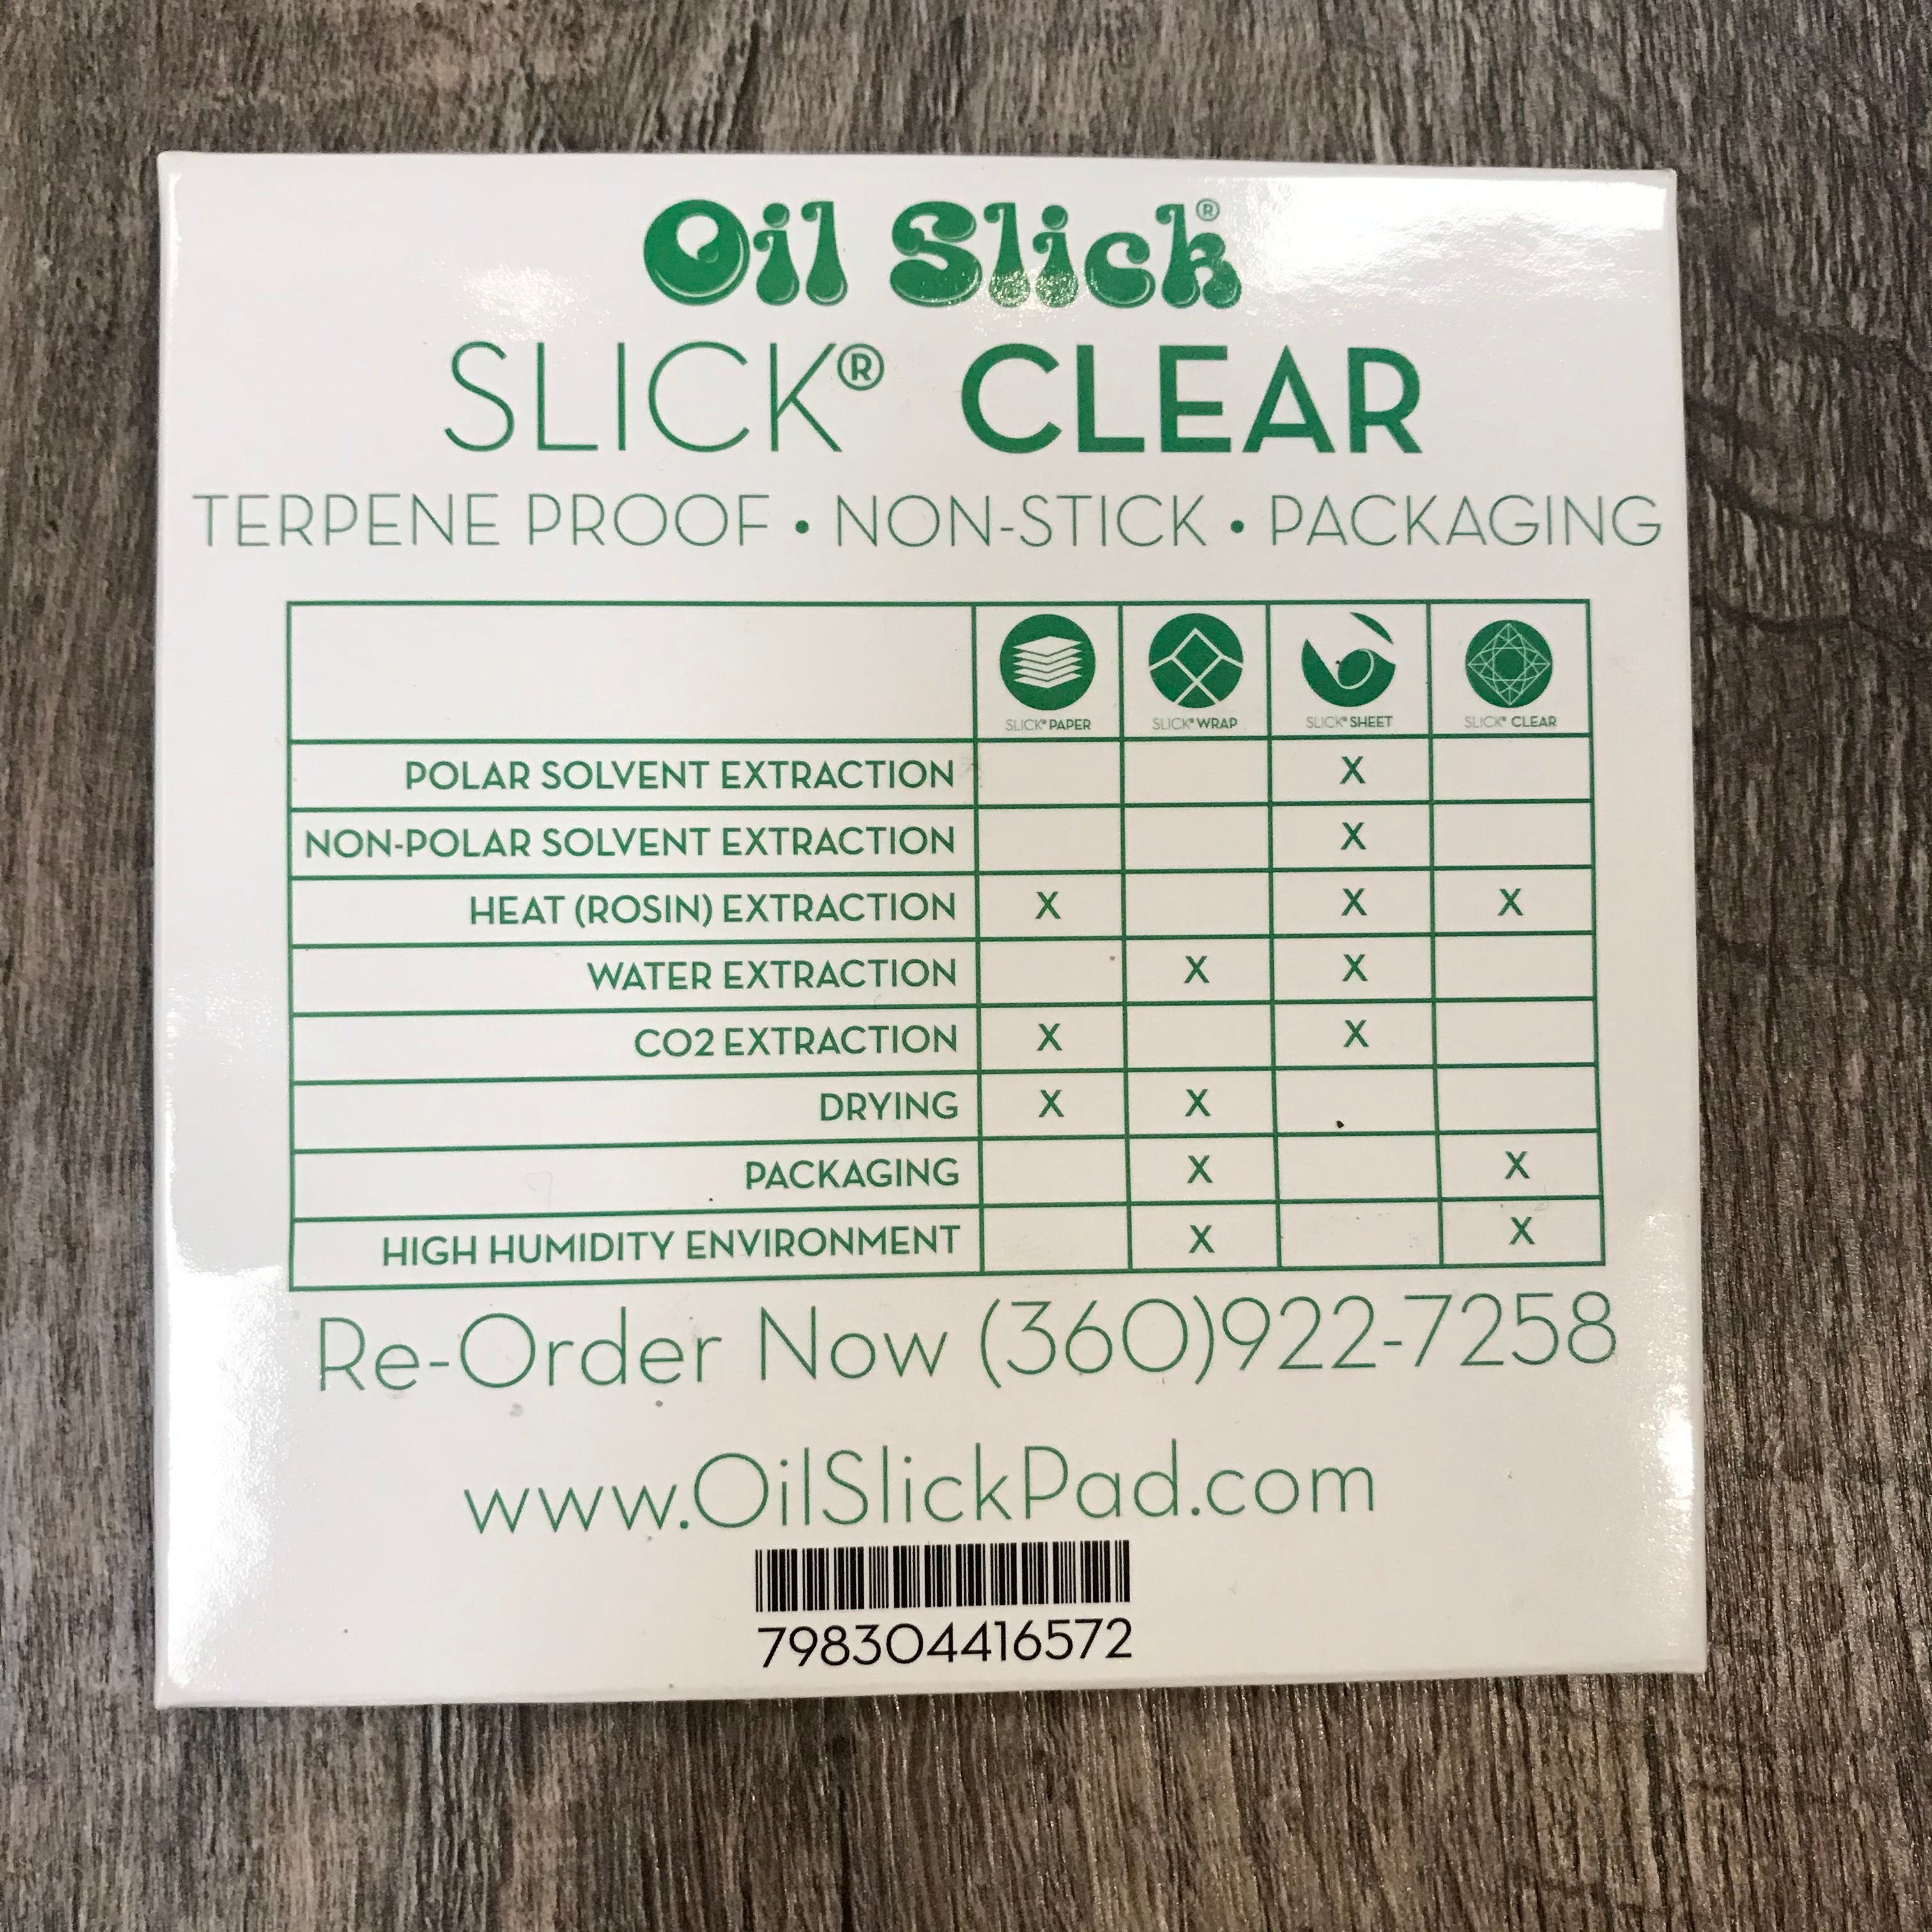 Oil Slick®
SLICK® CLEAR
TERPENE PROOF • NON-STICK • PACKAGING
SLICK® PAPER SLICK® WRAP SLICK® SHEET SLICK® CLEAR
POLAR SOLVENT EXTRACTION X
NON-POLAR SOLVENT EXTRACTION X
HEAT (ROSIN) EXTRACTION X X X
WATER EXTRACTION X X
CO2 EXTRACTION X X
DRYING X X
PACKAGING X X
HIGH HUMIDITY ENVIRONMENT X X
Re-Order Now (360)922-7258
www.OilSlickPad.com
798304416572